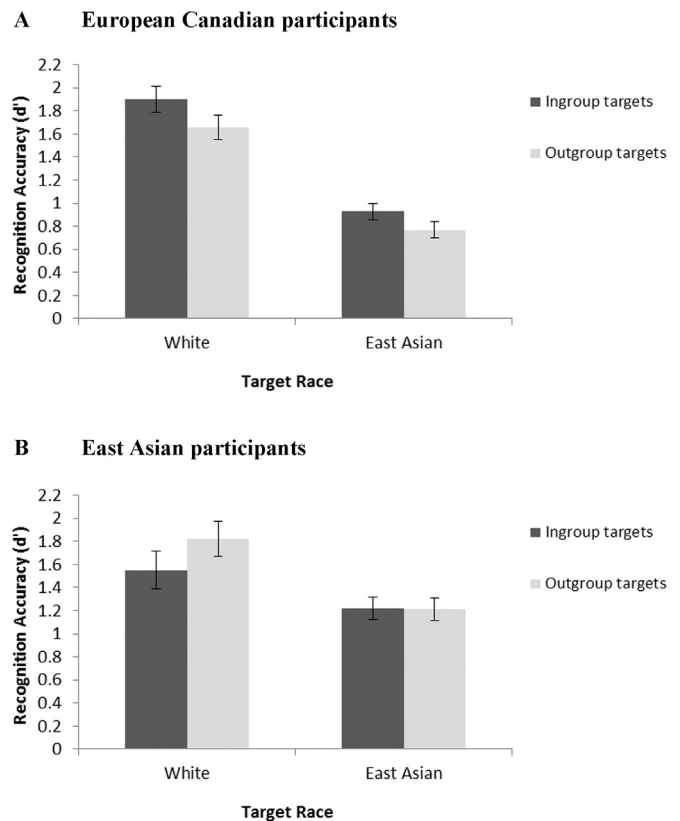 A European Canadian participants
2.2
2
1.8
1.6
1.4
1.2
1
0.8
0.6
0.4
0.2
0
Recognition Accuracy (d')
White
East Asian
Target Race
Ingroup targets
Outgroup targets
B East Asian participants
2.2
2
1.8
1.6
1.4
1.2
1
0.8
0.6
0.4
0.2
0
Recognition Accuracy (d')
White
East Asian
Target Race
Ingroup targets
Outgroup targets